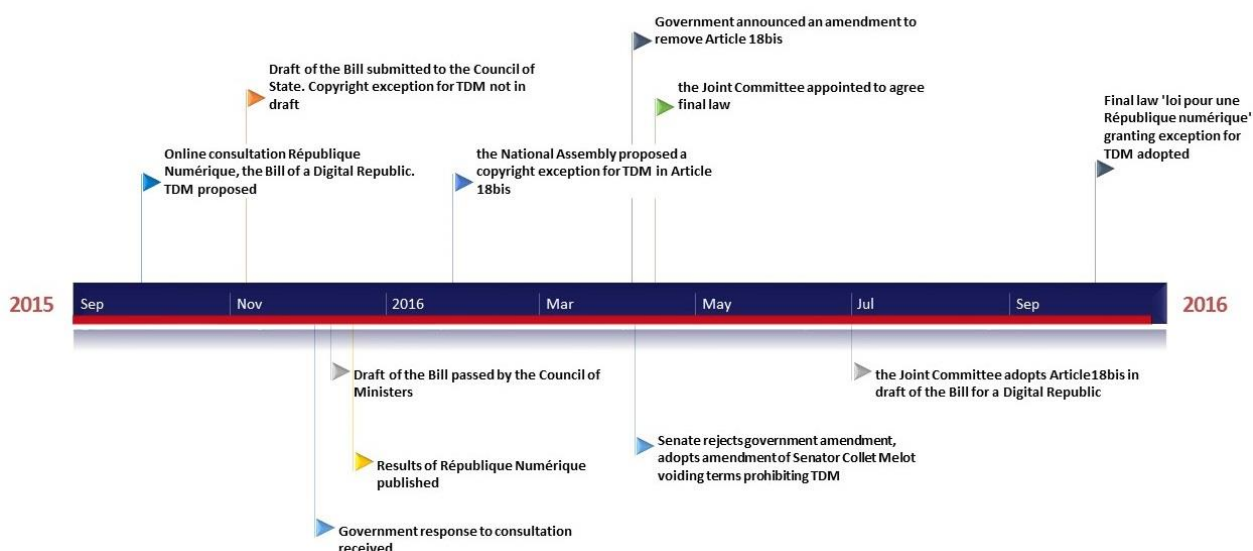 Government announced an amendment to
remove Article 18bis
Draft of the Bill submitted to the Council of
State. Copyright exception for TDM not in
draft
the Joint Committee appointed to agree
final law
Final law 'loi pour une
République numérique'
granting exception for
TDM adopted
Online consultation République
Numérique, the Bill of a Digital Republic.
TDM proposed
the National Assembly proposed a
copyright exception for TDM in Article
18bis
2015
Sep
Nov
2016
Mar
May
Jul
Sep
2016
Draft of the Bill passed by the Council of
Ministers
the Joint Committee adopts Article18bis in
draft of the Bill for a Digital Republic
Senate rejects government amendment,
adopts amendment of Senator Collet Melot
voiding terms prohibiting TDM
Results of République Numérique
published
Government response to consultation
received